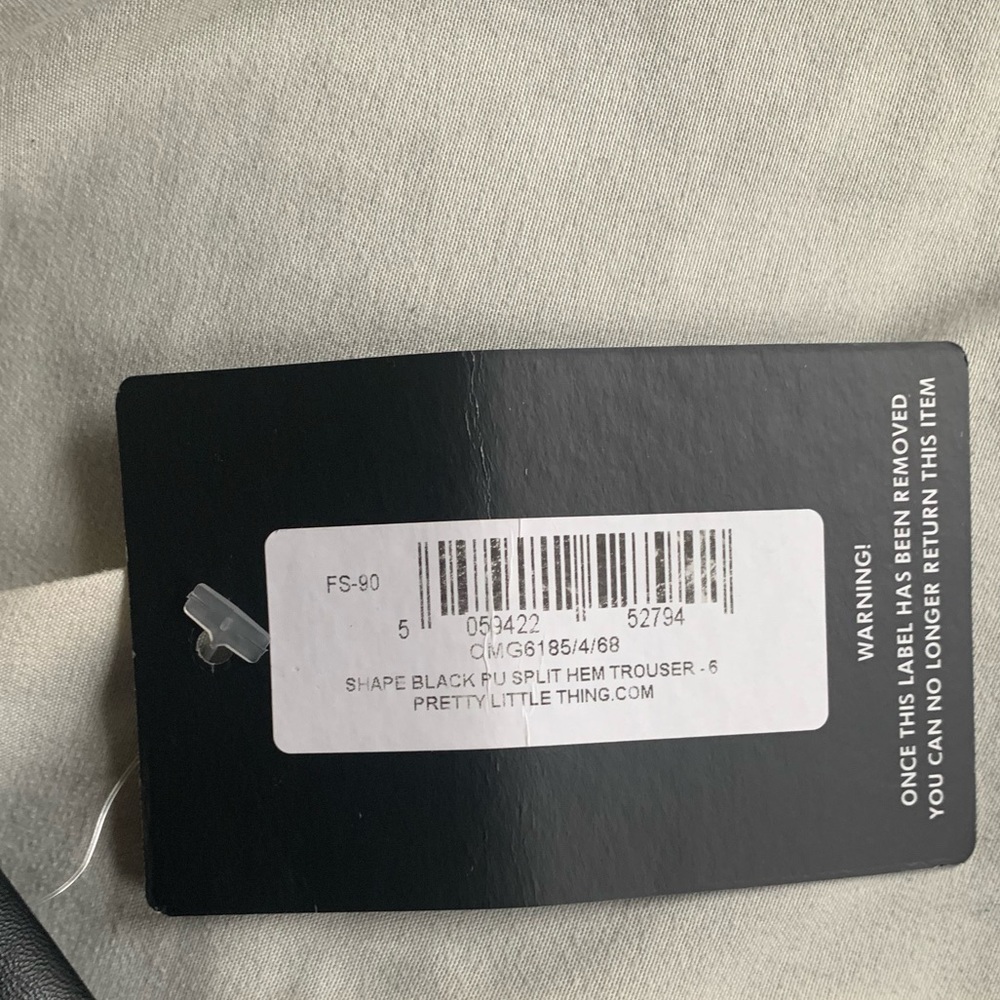 FS-90
5 059422 52794
OMG6185/4/68
SHAPE BLACK PU SPLIT HEM TROUSER - 6
PRETTY LITTLE THING.COM
WARNING!
ONCE THIS LABEL HAS BEEN REMOVED
YOU CAN NO LONGER RETURN THIS ITEM